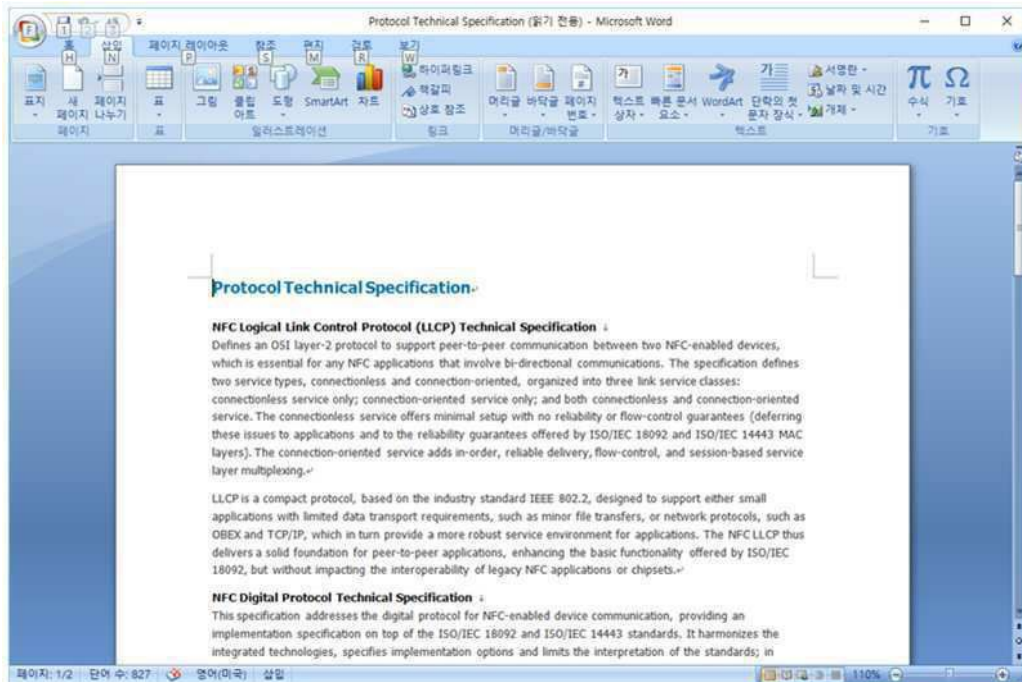 Protocol Technical Specification (읽기 전용) - Microsoft Word
F 1 2 3
홈 삽입 페이지 레이아웃 참조 편지 검토 보기
H N P S M R W
표지 새 페이지 페이지 나누기
페이지
표
표
그림 클립 아트 도형 SmartArt 차트
일러스트레이션
하이퍼링크
책갈피
상호 참조
링크
머리글 바닥글 페이지 번호
머리글/바닥글
텍스트 상자 빠른 문서 요소 WordArt 단락의 첫 문자 장식
서명란
날짜 및 시간
개체
텍스트
수식 기호
기호
Protocol Technical Specification
NFC Logical Link Control Protocol (LLCP) Technical Specification
Defines an OSI layer-2 protocol to support peer-to-peer communication between two NFC-enabled devices,
which is essential for any NFC applications that involve bi-directional communications. The specification defines
two service types, connectionless and connection-oriented, organized into three link service classes:
connectionless service only; connection-oriented service only; and both connectionless and connection-oriented
service. The connectionless service offers minimal setup with no reliability or flow-control guarantees (deferring
these issues to applications and to the reliability guarantees offered by ISO/IEC 18092 and ISO/IEC 14443 MAC
layers). The connection-oriented service adds in-order, reliable delivery, flow-control, and session-based service
layer multiplexing.
LLCP is a compact protocol, based on the industry standard IEEE 802.2, designed to support either small
applications with limited data transport requirements, such as minor file transfers, or network protocols, such as
OBEX and TCP/IP, which in turn provide a more robust service environment for applications. The NFC LLCP thus
delivers a solid foundation for peer-to-peer applications, enhancing the basic functionality offered by ISO/IEC
18092, but without impacting the interoperability of legacy NFC applications or chipsets.
NFC Digital Protocol Technical Specification
This specification addresses the digital protocol for NFC-enabled device communication, providing an
implementation specification on top of the ISO/IEC 18092 and ISO/IEC 14443 standards. It harmonizes the
integrated technologies, specifies implementation options and limits the interpretation of the standards; in
페이지: 1/2 단어 수: 827 영어(미국) 삽입 110%